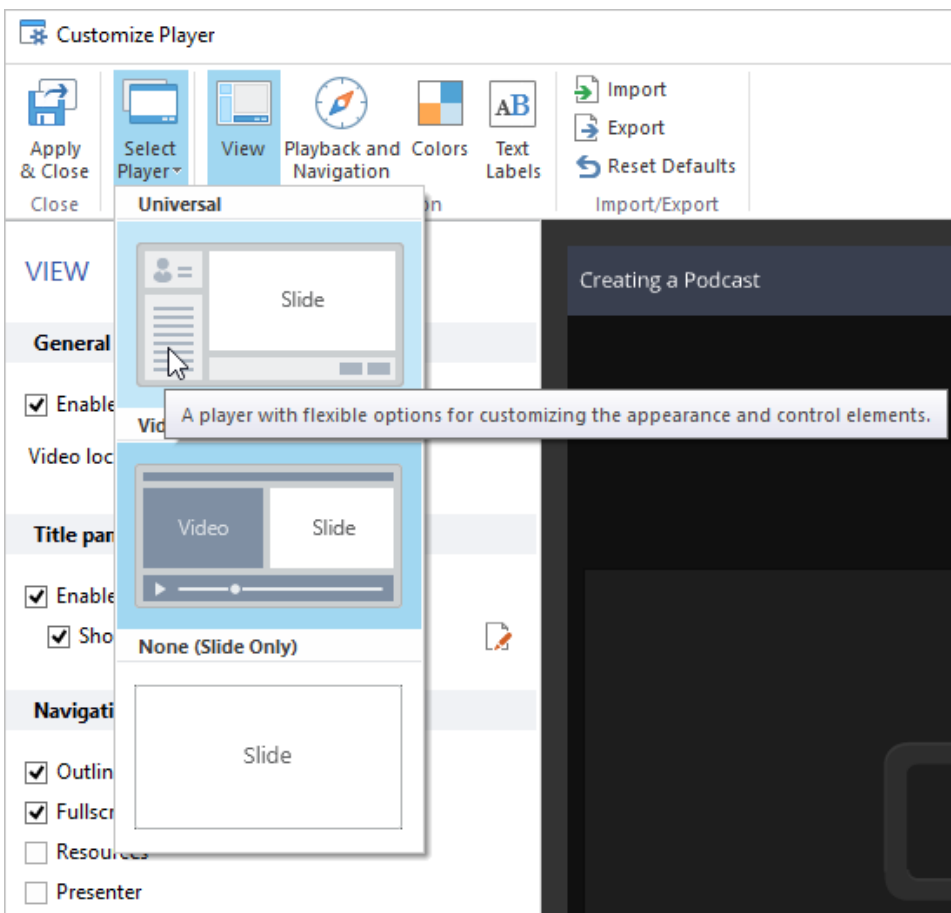 Customize Player
Apply & Close
Select Player
View
Playback and Navigation
Colors
Text Labels
AB
Import
Export
Reset Defaults
Close
Import/Export
Universal
Slide
A player with flexible options for customizing the appearance and control elements.
Video
Slide
None (Slide Only)
Slide
VIEW
General
Enable
Video loc
Title pan
Enable
Sho
Navigati
Outlin
Fullscr
Resources
Presenter
Creating a Podcast